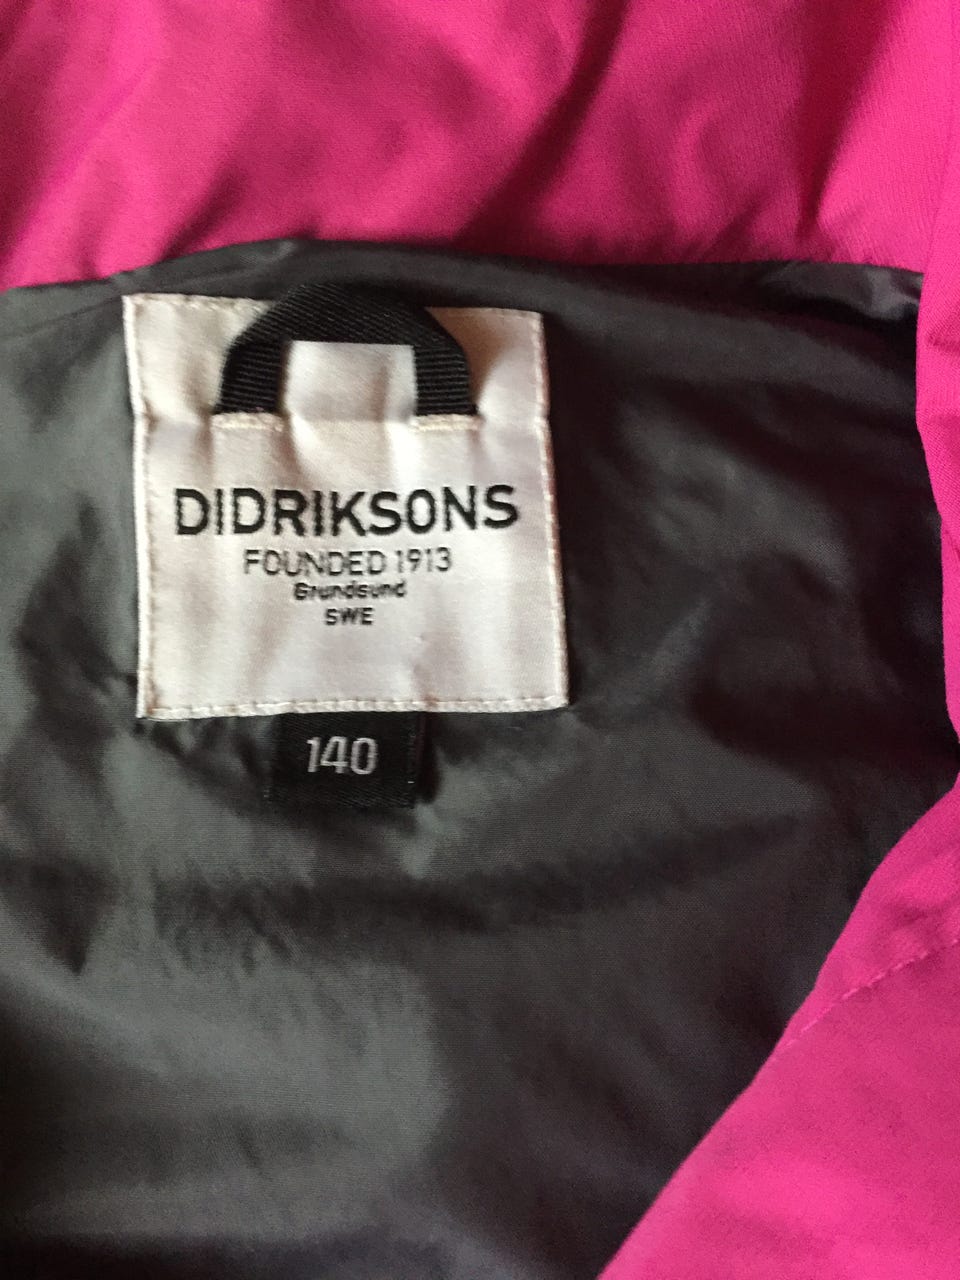 DIDRIKSONS
FOUNDED 1913
Grundsund
SWE
140